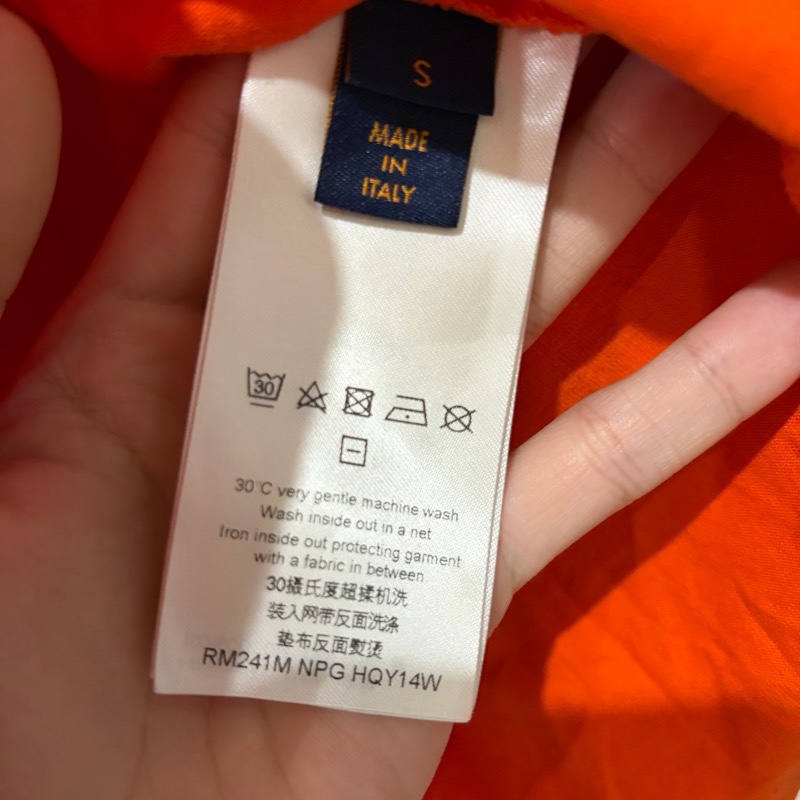 S
MADE
IN
ITALY
30
30°C very gentle machine wash
Wash inside out in a net
Iron inside out protecting garment
with a fabric in between
30摄氏度超揉机洗
装入网带反面洗涤
垫布反面熨烫
RM241M NPG HQY14W